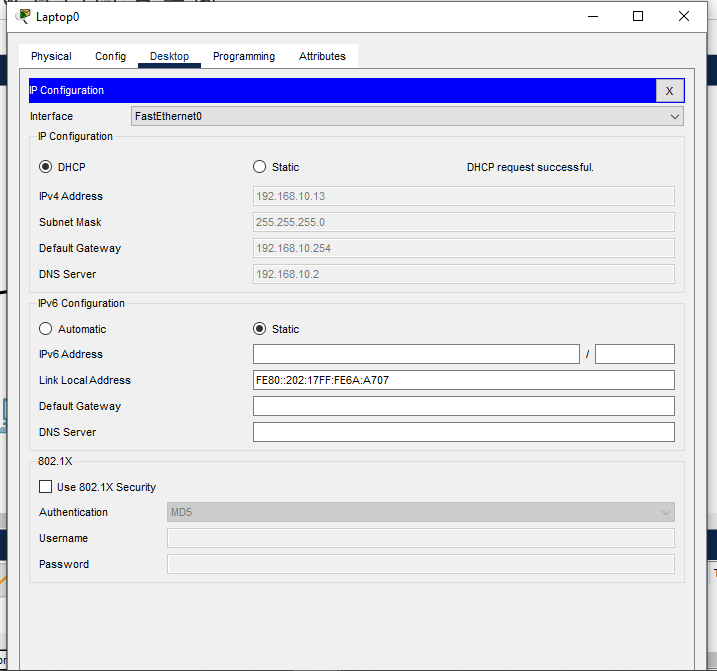 Laptop0
Physical Config Desktop Programming Attributes
IP Configuration X
Interface FastEthernet0
IP Configuration
DHCP Static DHCP request successful.
IPv4 Address 192.168.10.13
Subnet Mask 255.255.255.0
Default Gateway 192.168.10.254
DNS Server 192.168.10.2
IPv6 Configuration
Automatic Static
IPv6 Address /
Link Local Address FE80::202:17FF:FE6A:A707
Default Gateway
DNS Server
802.1X
Use 802.1X Security
Authentication MD5
Username
Password